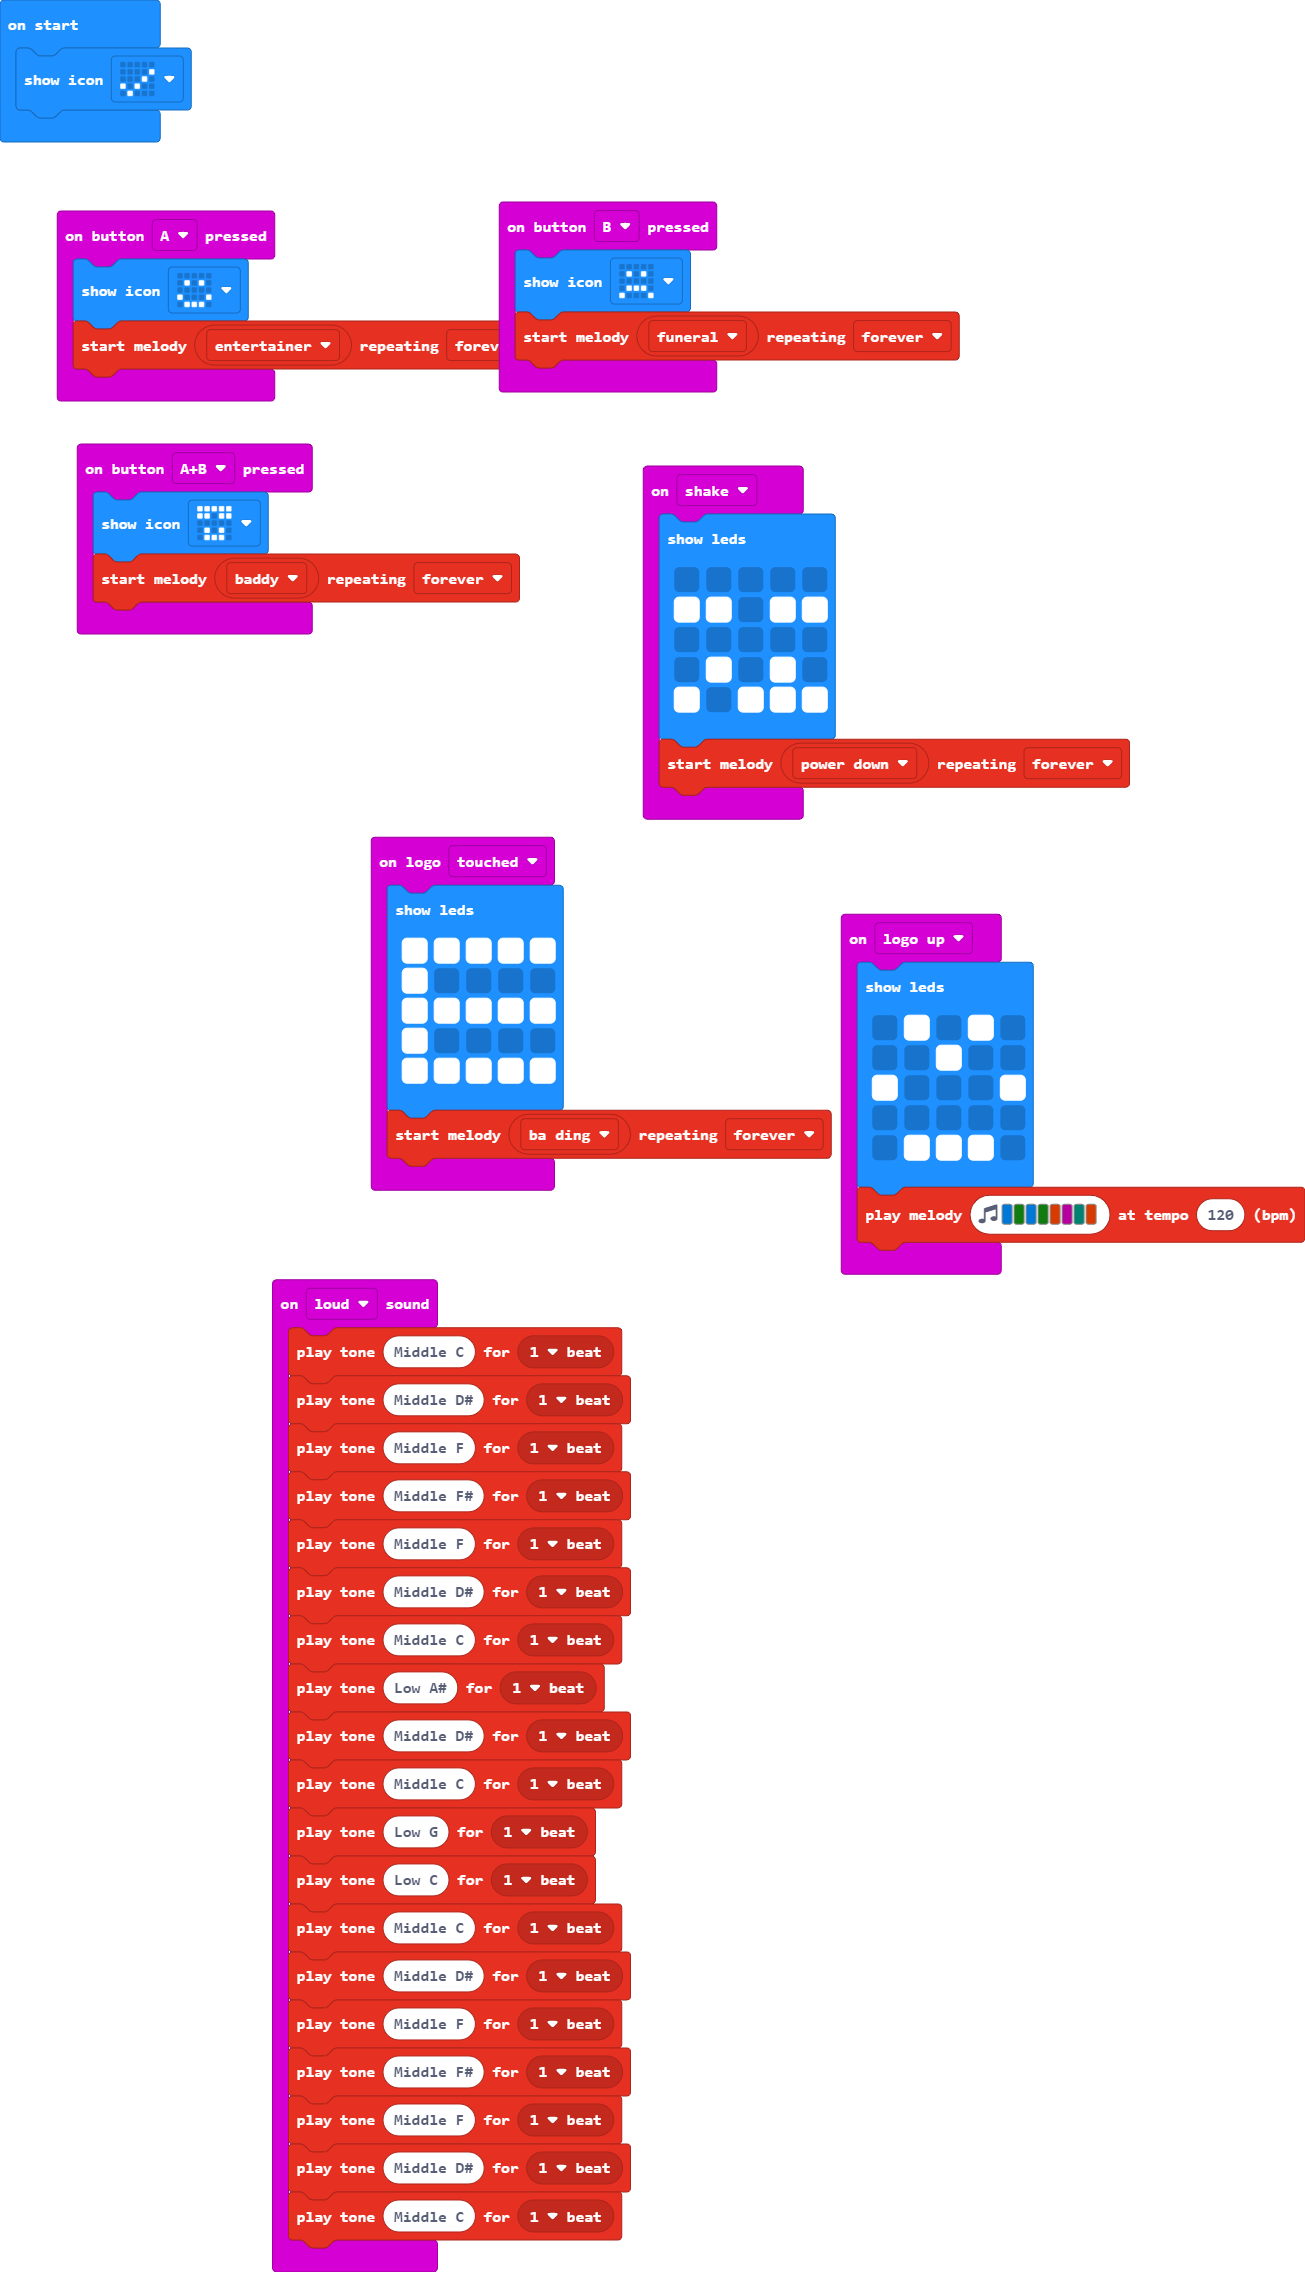 on start
show icon
on button A pressed
show icon
start melody entertainer repeating forev
on button B pressed
show icon
start melody funeral repeating forever
on button A+B pressed
show icon
start melody baddy repeating forever
on shake
show leds
start melody power down repeating forever
on logo touched
show leds
start melody ba ding repeating forever
on logo up
show leds
play melody at tempo 120 (bpm)
on loud sound
play tone Middle C for 1 beat
play tone Middle D# for 1 beat
play tone Middle F for 1 beat
play tone Middle F# for 1 beat
play tone Middle F for 1 beat
play tone Middle D# for 1 beat
play tone Middle C for 1 beat
play tone Low A# for 1 beat
play tone Middle D# for 1 beat
play tone Middle C for 1 beat
play tone Low G for 1 beat
play tone Low C for 1 beat
play tone Middle C for 1 beat
play tone Middle D# for 1 beat
play tone Middle F for 1 beat
play tone Middle F# for 1 beat
play tone Middle F for 1 beat
play tone Middle D# for 1 beat
play tone Middle C for 1 beat